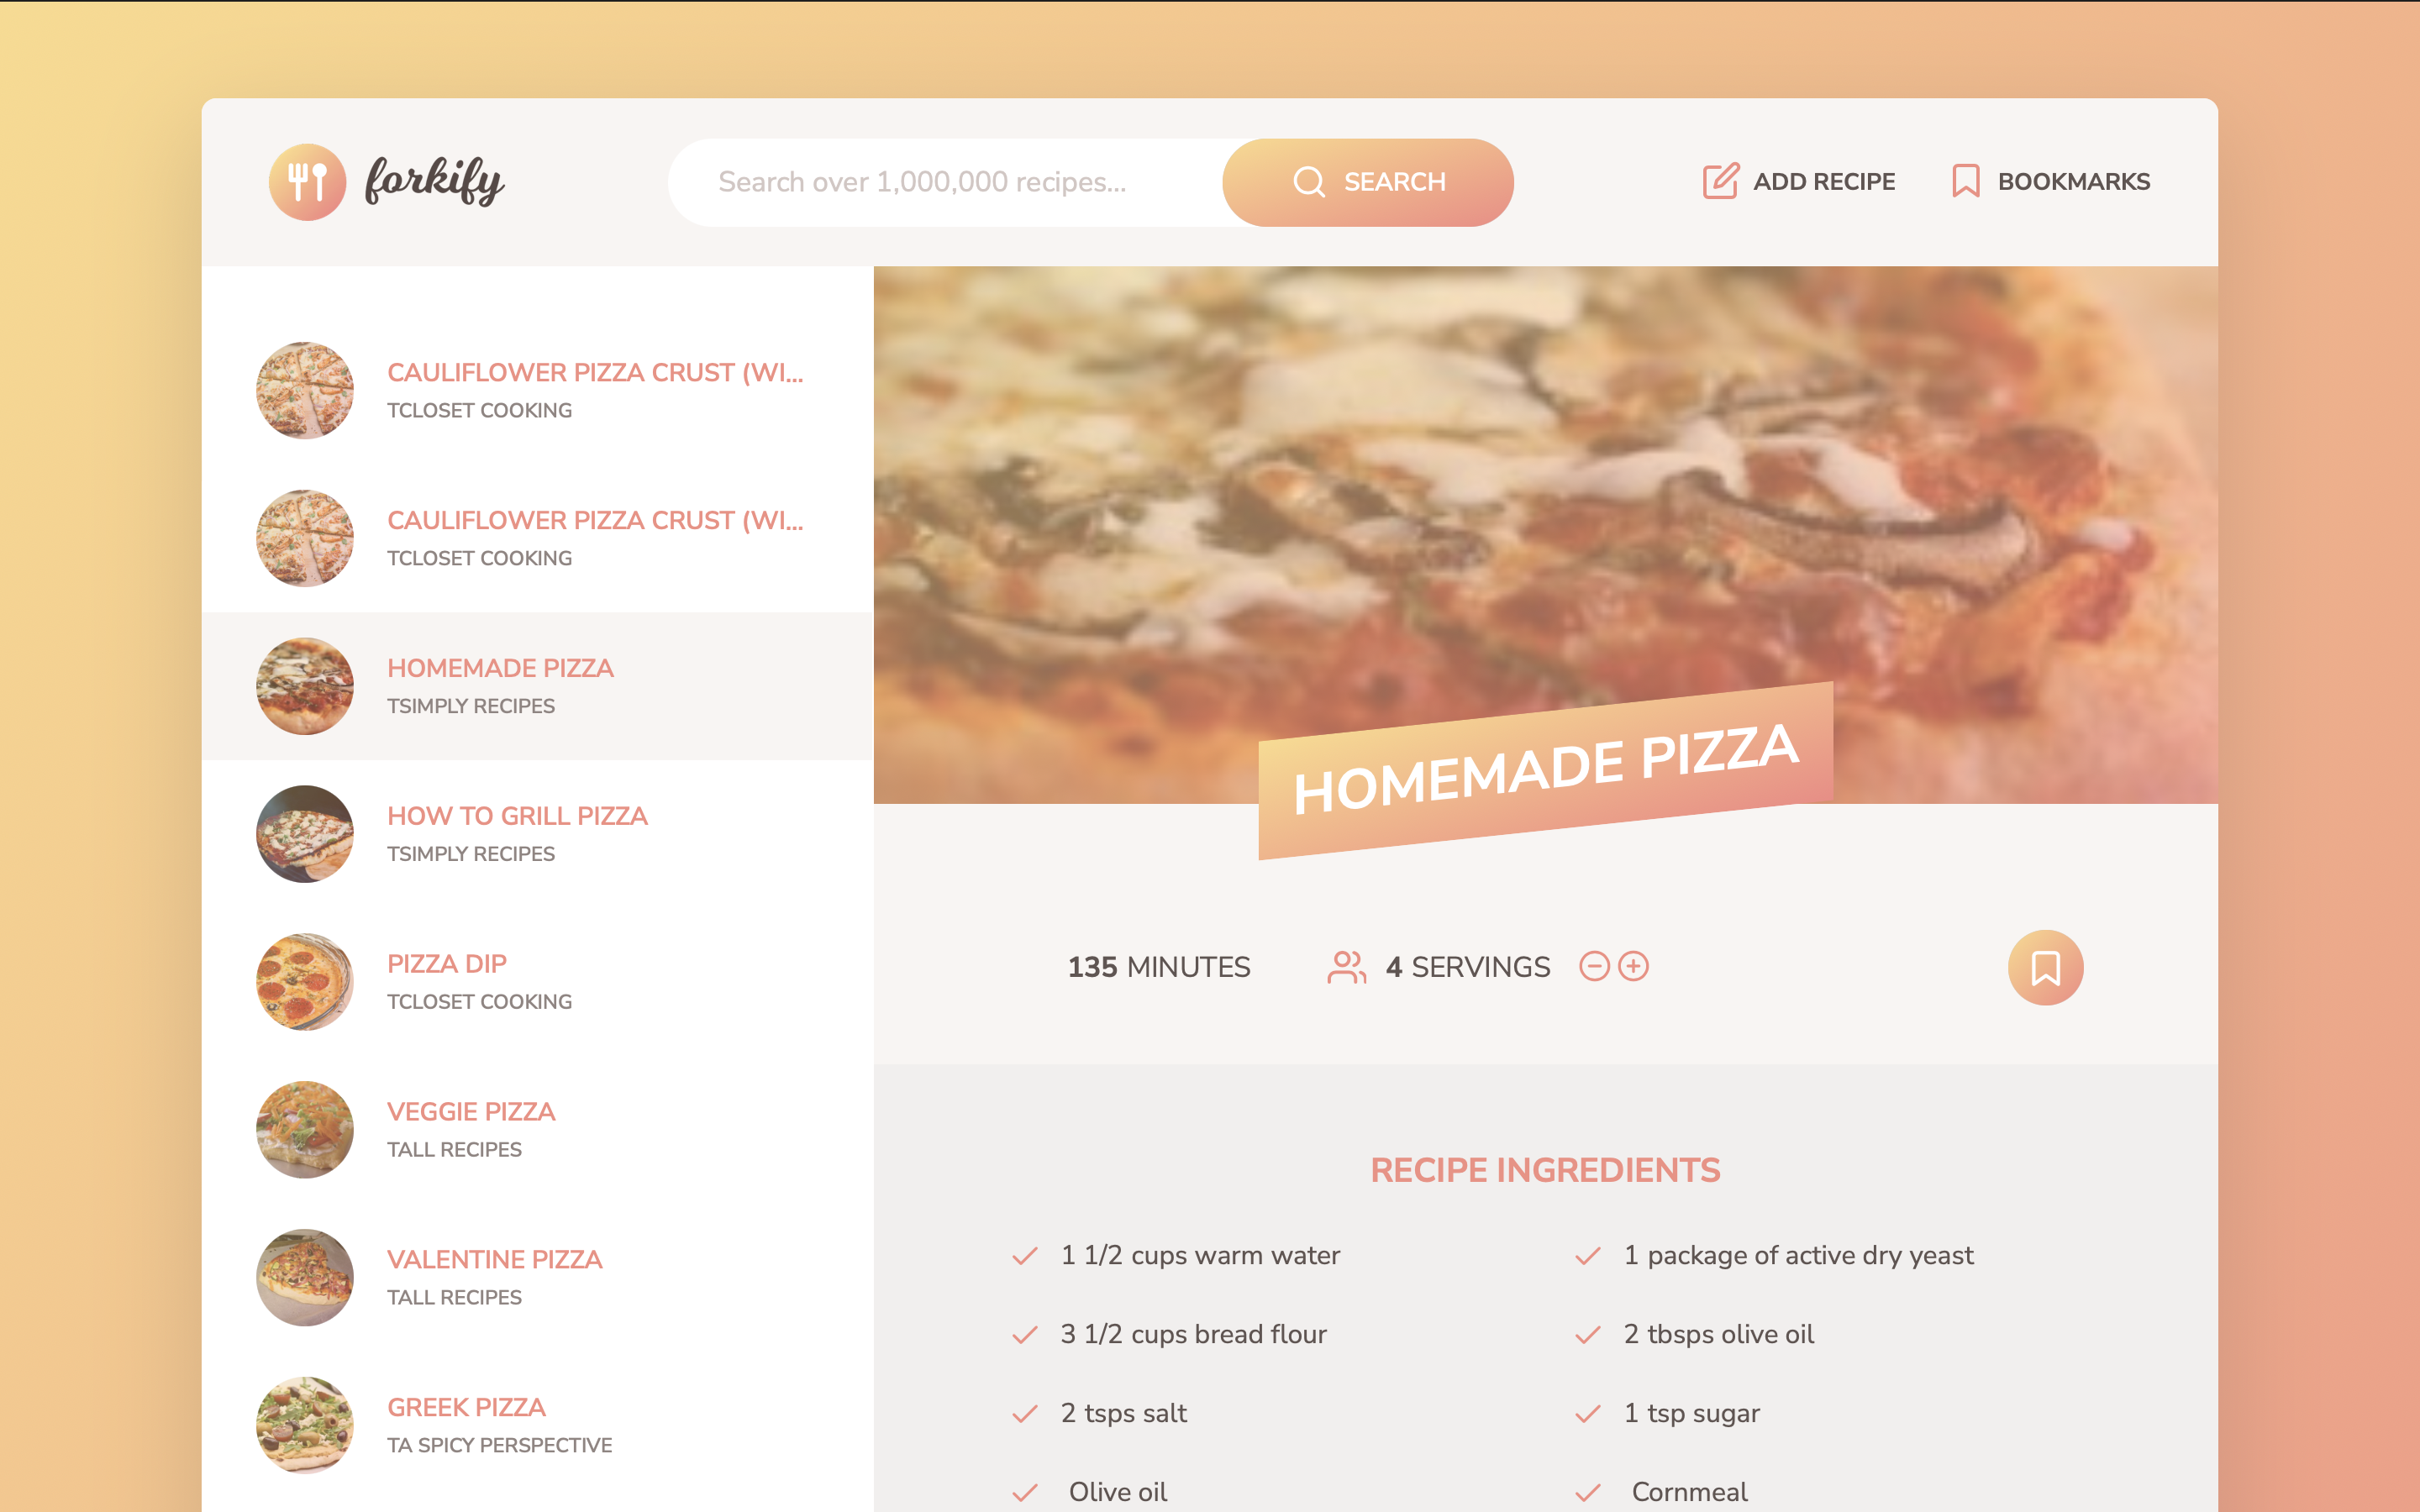 forkify
Search over 1,000,000 recipes...
SEARCH
ADD RECIPE
BOOKMARKS
CAULIFLOWER PIZZA CRUST (WI...
TCLOSET COOKING
CAULIFLOWER PIZZA CRUST (WI...
TCLOSET COOKING
HOMEMADE PIZZA
TSIMPLY RECIPES
HOW TO GRILL PIZZA
TSIMPLY RECIPES
PIZZA DIP
TCLOSET COOKING
VEGGIE PIZZA
TALL RECIPES
VALENTINE PIZZA
TALL RECIPES
GREEK PIZZA
TA SPICY PERSPECTIVE
HOMEMADE PIZZA
135 MINUTES
4 SERVINGS
RECIPE INGREDIENTS
1 1/2 cups warm water
1 package of active dry yeast
3 1/2 cups bread flour
2 tbsps olive oil
2 tsps salt
1 tsp sugar
Olive oil
Cornmeal